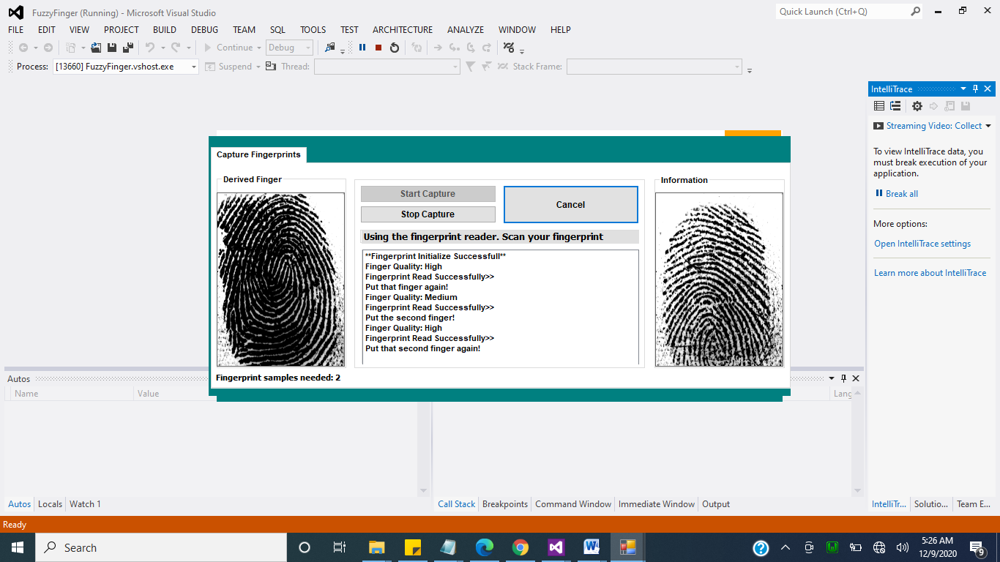 FuzzyFinger (Running) - Microsoft Visual Studio
Quick Launch (Ctrl+Q)
FILE EDIT VIEW PROJECT BUILD DEBUG TEAM SQL TOOLS TEST ARCHITECTURE ANALYZE WINDOW HELP
Continue Debug
Process: [13660] FuzzyFinger.vshost.exe Suspend Thread: Stack Frame:
IntelliTrace
Streaming Video: Collect
To view IntelliTrace data, you
must break execution of your
application.
Break all
More options:
Open IntelliTrace settings
Learn more about IntelliTrace
Capture Fingerprints
Derived Finger
Start Capture
Stop Capture
Cancel
Using the fingerprint reader. Scan your fingerprint
**Fingerprint Initialize Successfull**
Finger Quality: High
Fingerprint Read Successfully>>
Put that finger again!
Finger Quality: Medium
Fingerprint Read Successfully>>
Put the second finger!
Finger Quality: High
Fingerprint Read Successfully>>
Put that second finger again!
Information
Fingerprint samples needed: 2
Autos
Name Value
Lang
Autos Locals Watch 1
Call Stack Breakpoints Command Window Immediate Window Output
IntelliTr... Solutio... Team E...
Ready
Search
W
5:26 AM
12/9/2020
9